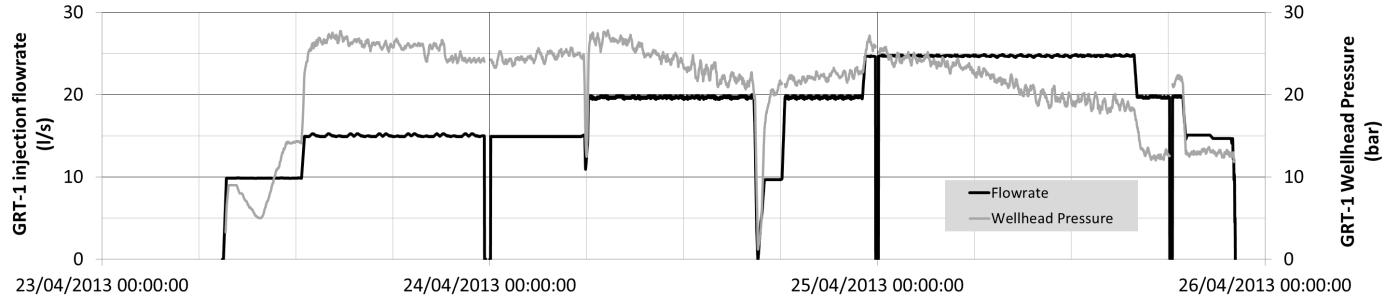 GRT-1 injection flowrate
(l/s)
30
20
10
0
30
20
10
0
GRT-1 Wellhead Pressure
(bar)
Flowrate
Wellhead Pressure
23/04/2013 00:00:00
24/04/2013 00:00:00
25/04/2013 00:00:00
26/04/2013 00:00:00